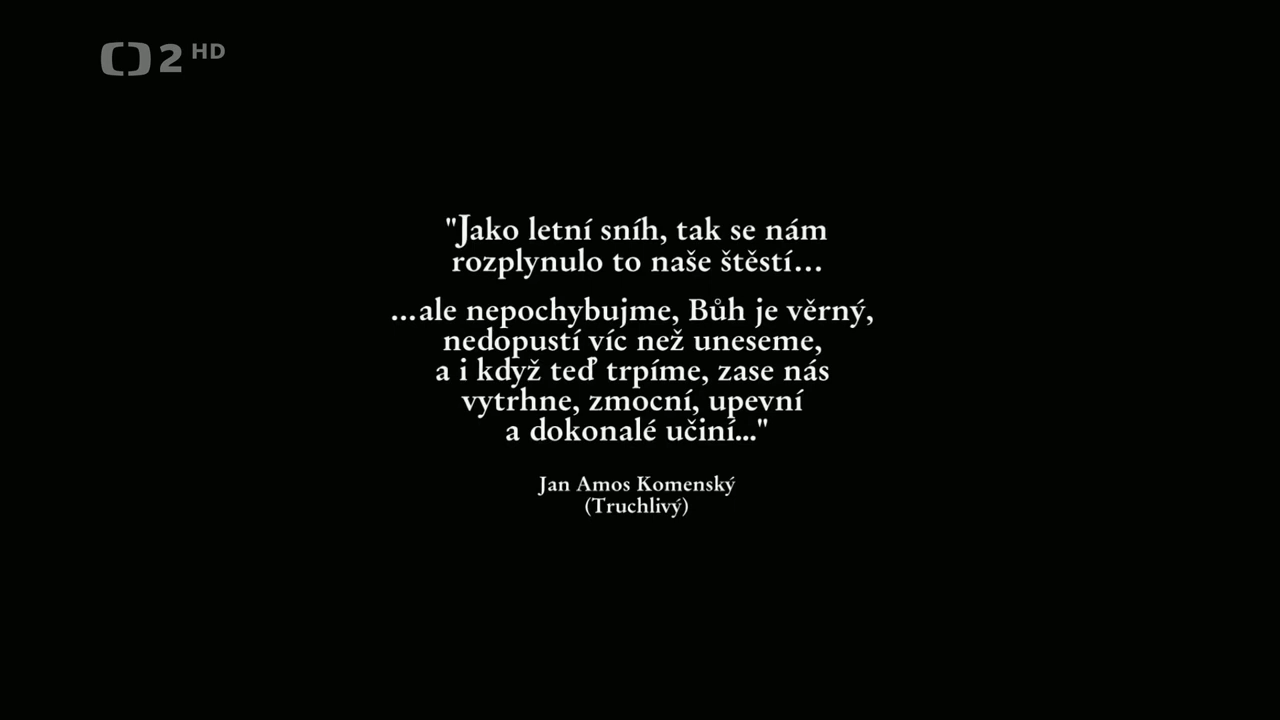 2 HD
"Jako letní sníh, tak se nám
rozplynulo to naše štěstí...
...ale nepochybujme, Bůh je věrný,
nedopustí víc než uneseme,
a i když teď trpíme, zase nás
vytrhne, zmocní, upevní
a dokonalé učiní..."
Jan Amos Komenský
(Truchlivý)